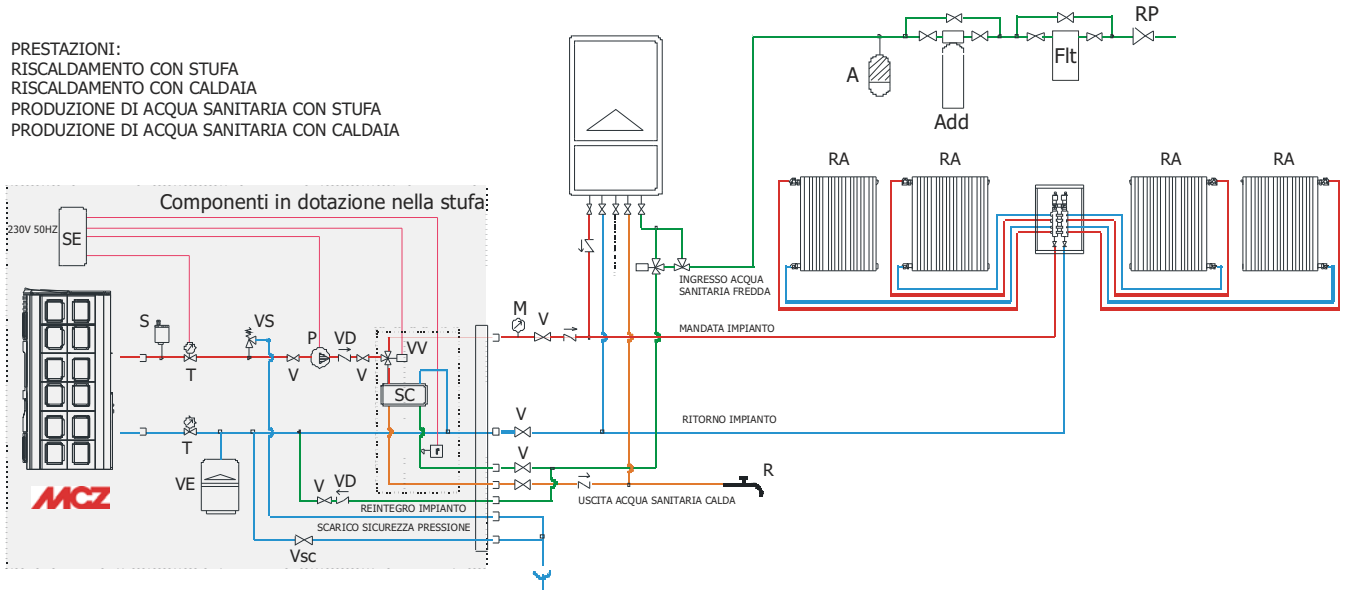 PRESTAZIONI:
RISCALDAMENTO CON STUFA
RISCALDAMENTO CON CALDAIA
PRODUZIONE DI ACQUA SANITARIA CON STUFA
PRODUZIONE DI ACQUA SANITARIA CON CALDAIA
RP
A
Flt
Add
RA
RA
RA
RA
Componenti in dotazione nella stufa
230V 50HZ
SE
INGRESSO ACQUA
SANITARIA FREDDA
S
VS
P
VD
VV
M
V
MANDATA IMPIANTO
T
V
V
SC
V
RITORNO IMPIANTO
T
V
VE
V
VD
R
USCITA ACQUA SANITARIA CALDA
REINTEGRO IMPIANTO
SCARICO SICUREZZA PRESSIONE
Vsc
MCZ